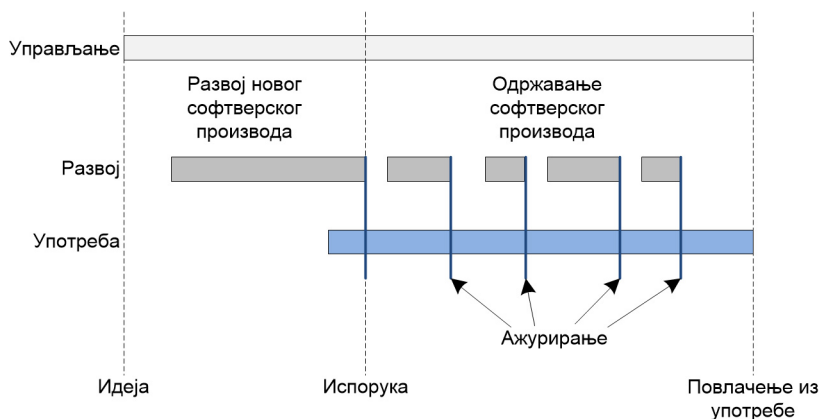 Управљање
Развој новог
софтверског
производа
Одржавање
софтверског
производа
Развој
Употреба
Ажурирање
Идеја
Испорука
Повлачење из
употребе